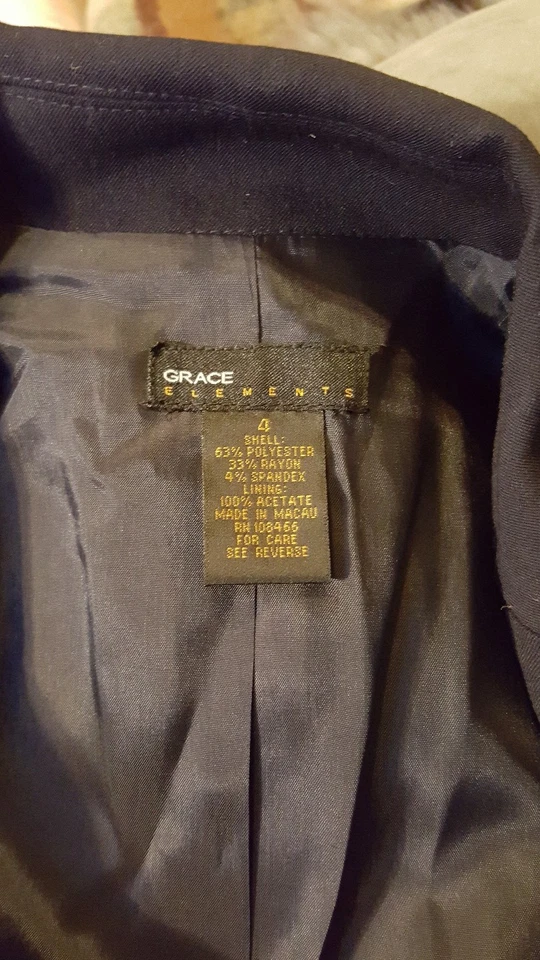 GRACE
ELEMENTS
4
SHELL:
63% POLYESTER
33% RAYON
4% SPANDEX
LINING:
100% ACETATE
MADE IN MACAU
RN 108466
FOR CARE
SEE REVERSE